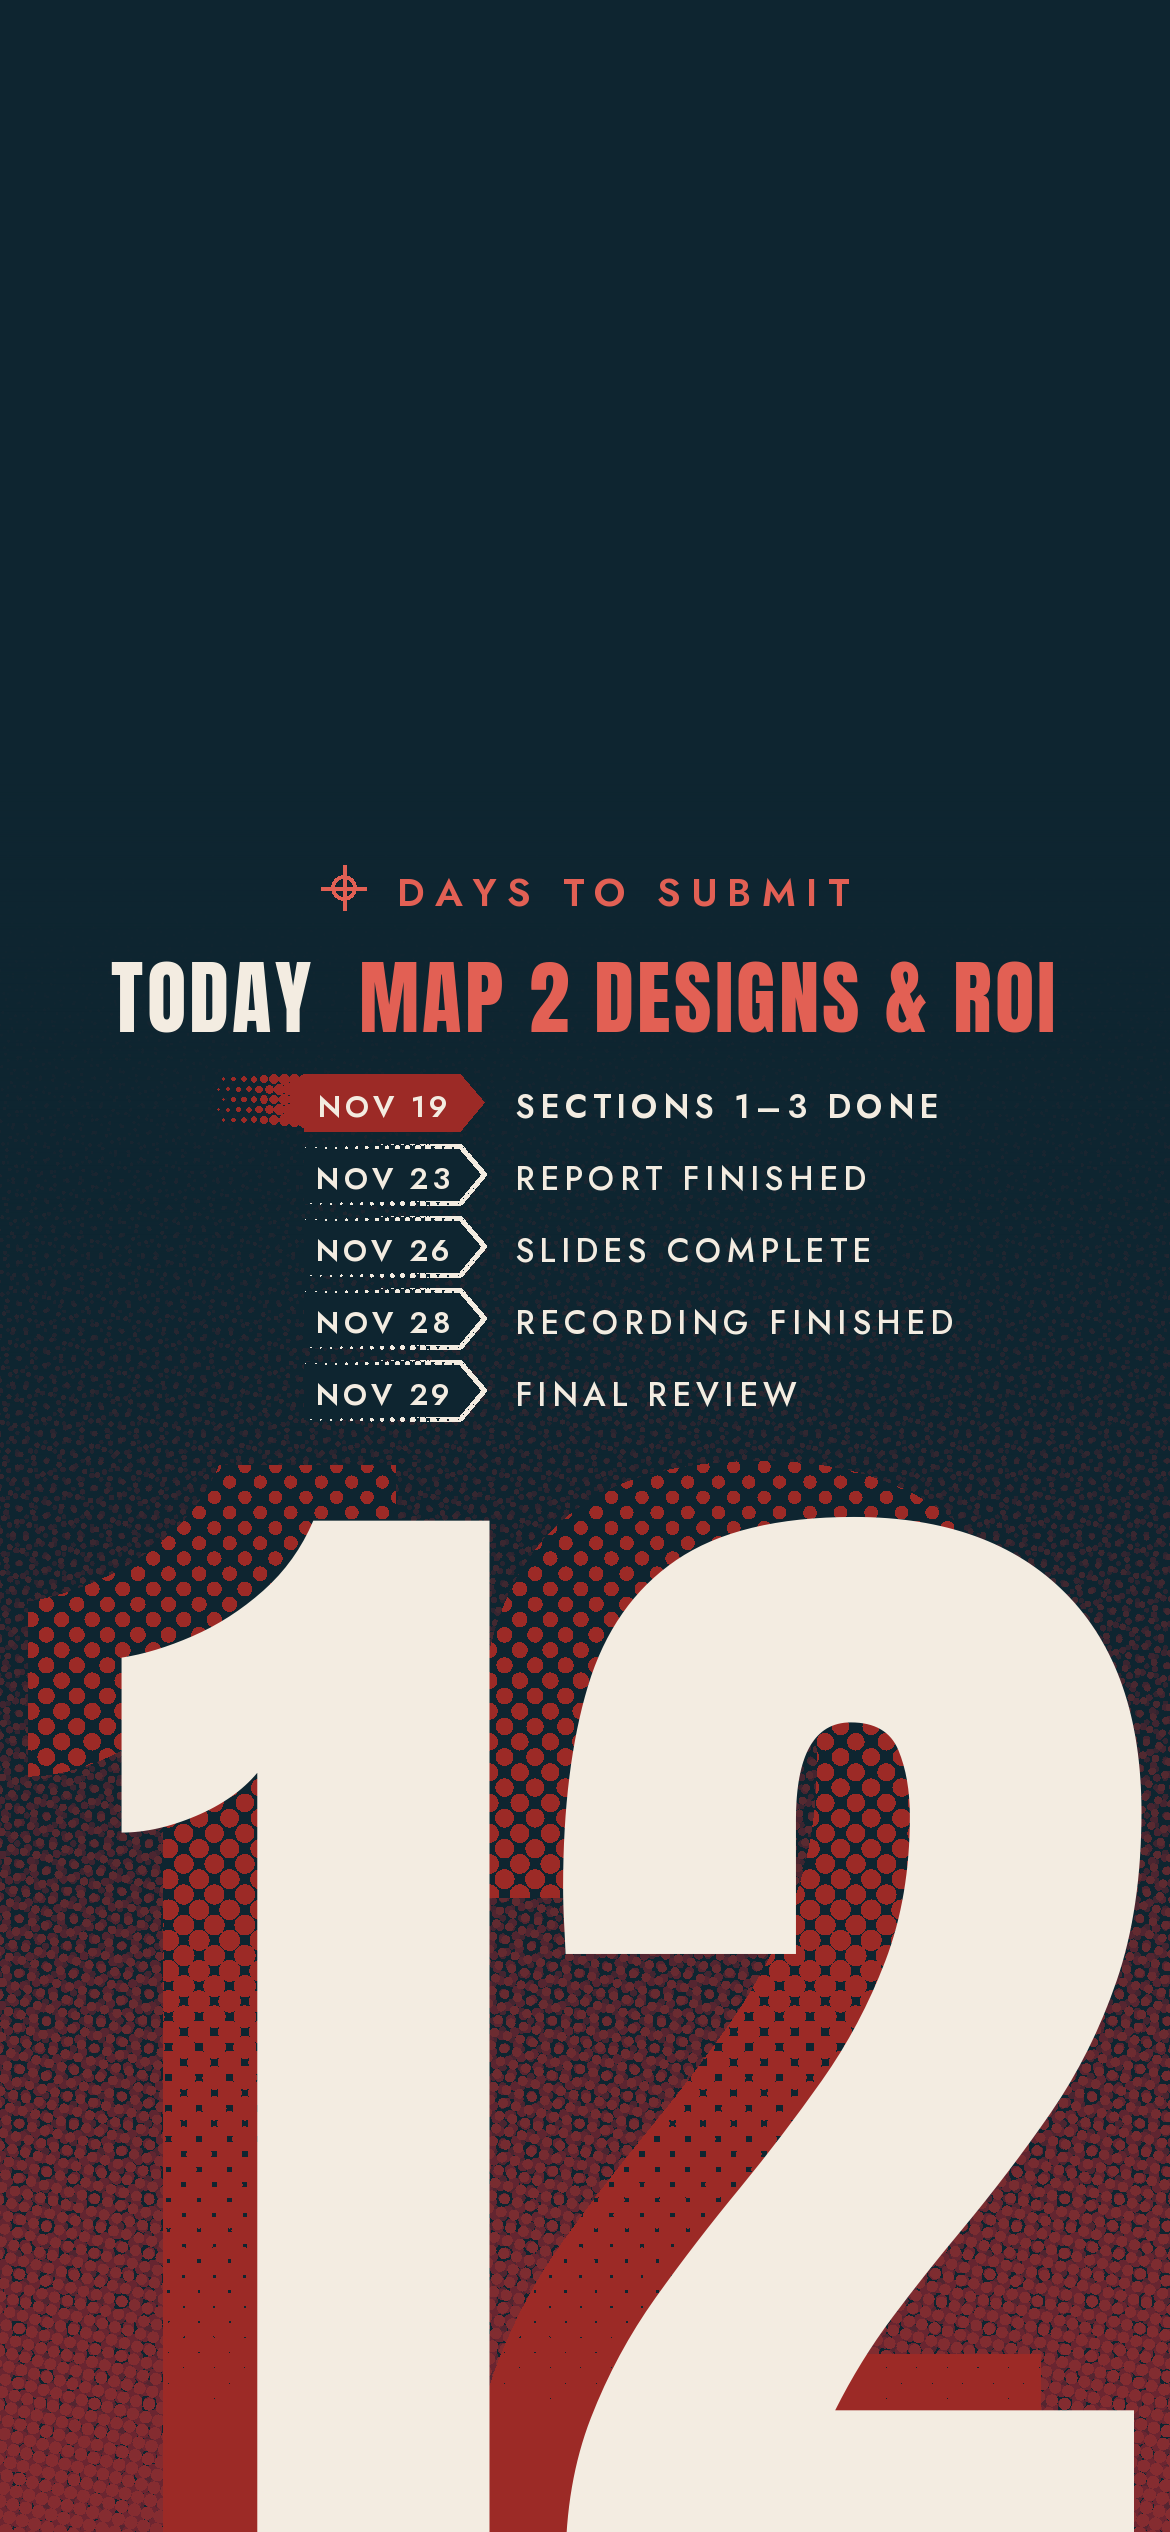 DAYS TO SUBMIT
TODAY MAP 2 DESIGNS & ROI
NOV 19 SECTIONS 1–3 DONE
NOV 23 REPORT FINISHED
NOV 26 SLIDES COMPLETE
NOV 28 RECORDING FINISHED
NOV 29 FINAL REVIEW
12